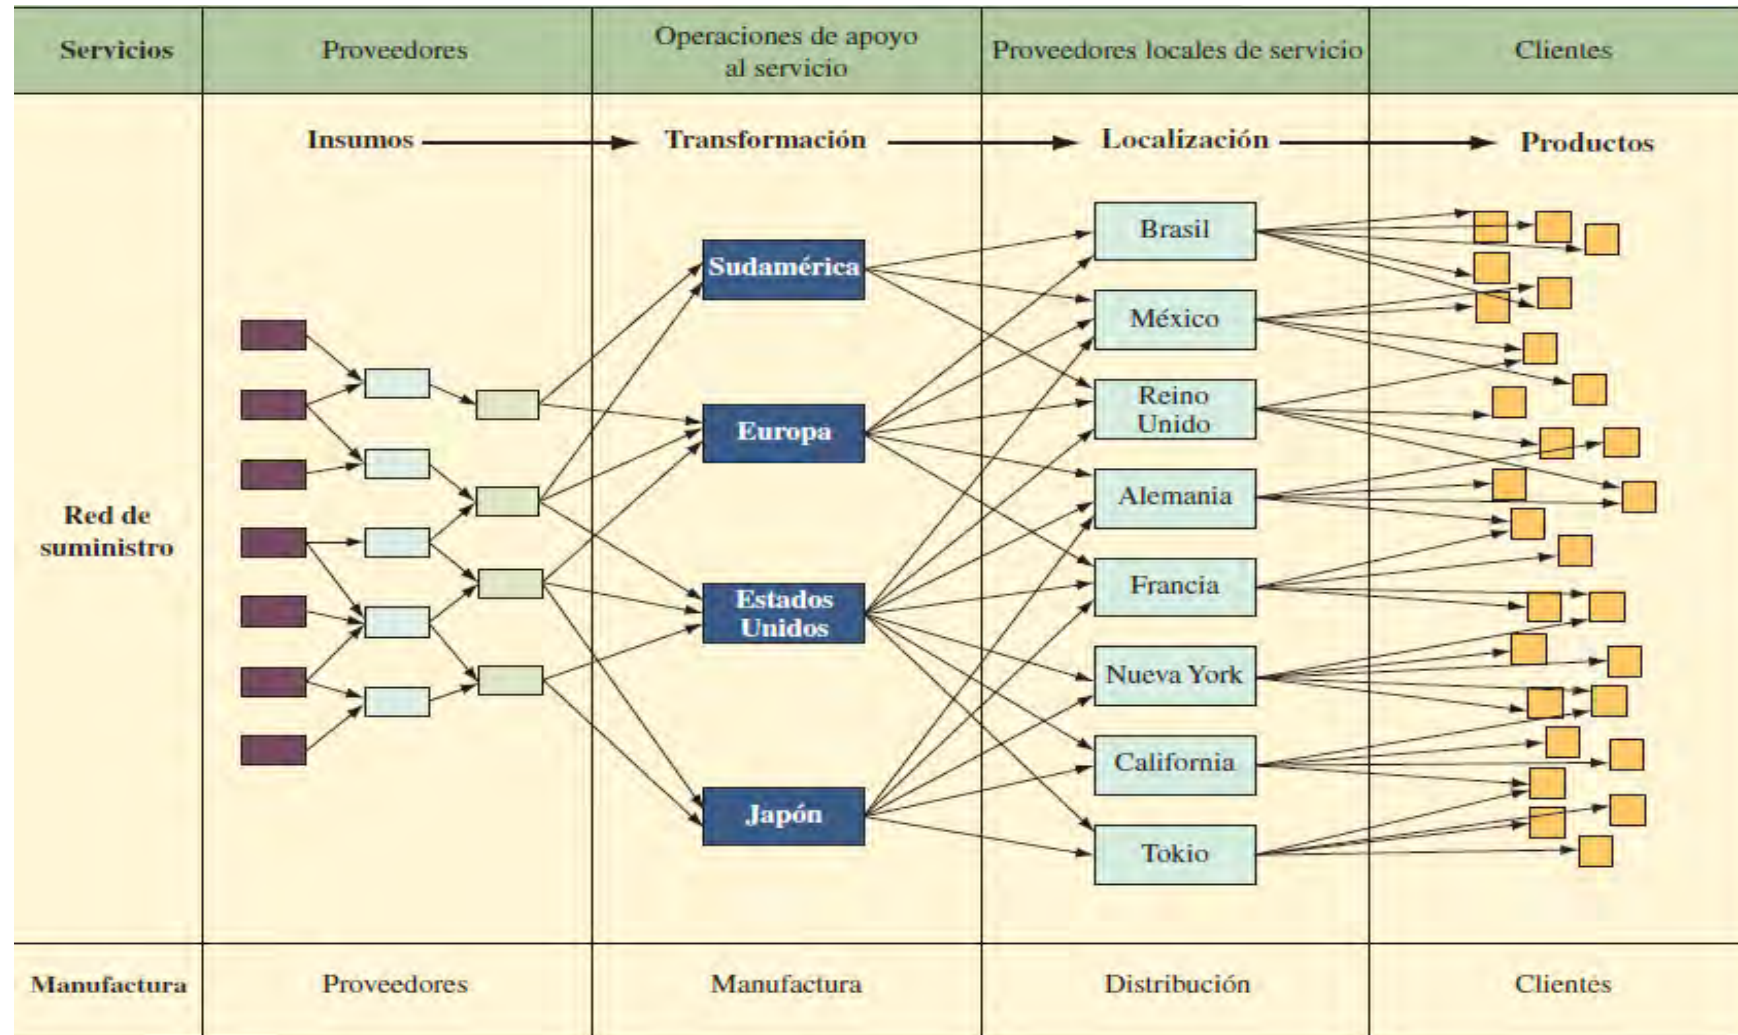 Servicios
Proveedores
Operaciones de apoyo
al servicio
Proveedores locales de servicio
Clientes
Insumos
Transformación
Localización
Productos
Red de
suministro
Sudamérica
Europa
Estados
Unidos
Japón
Brasil
México
Reino
Unido
Alemania
Francia
Nueva York
California
Tokio
Manufactura
Proveedores
Manufactura
Distribución
Clientes